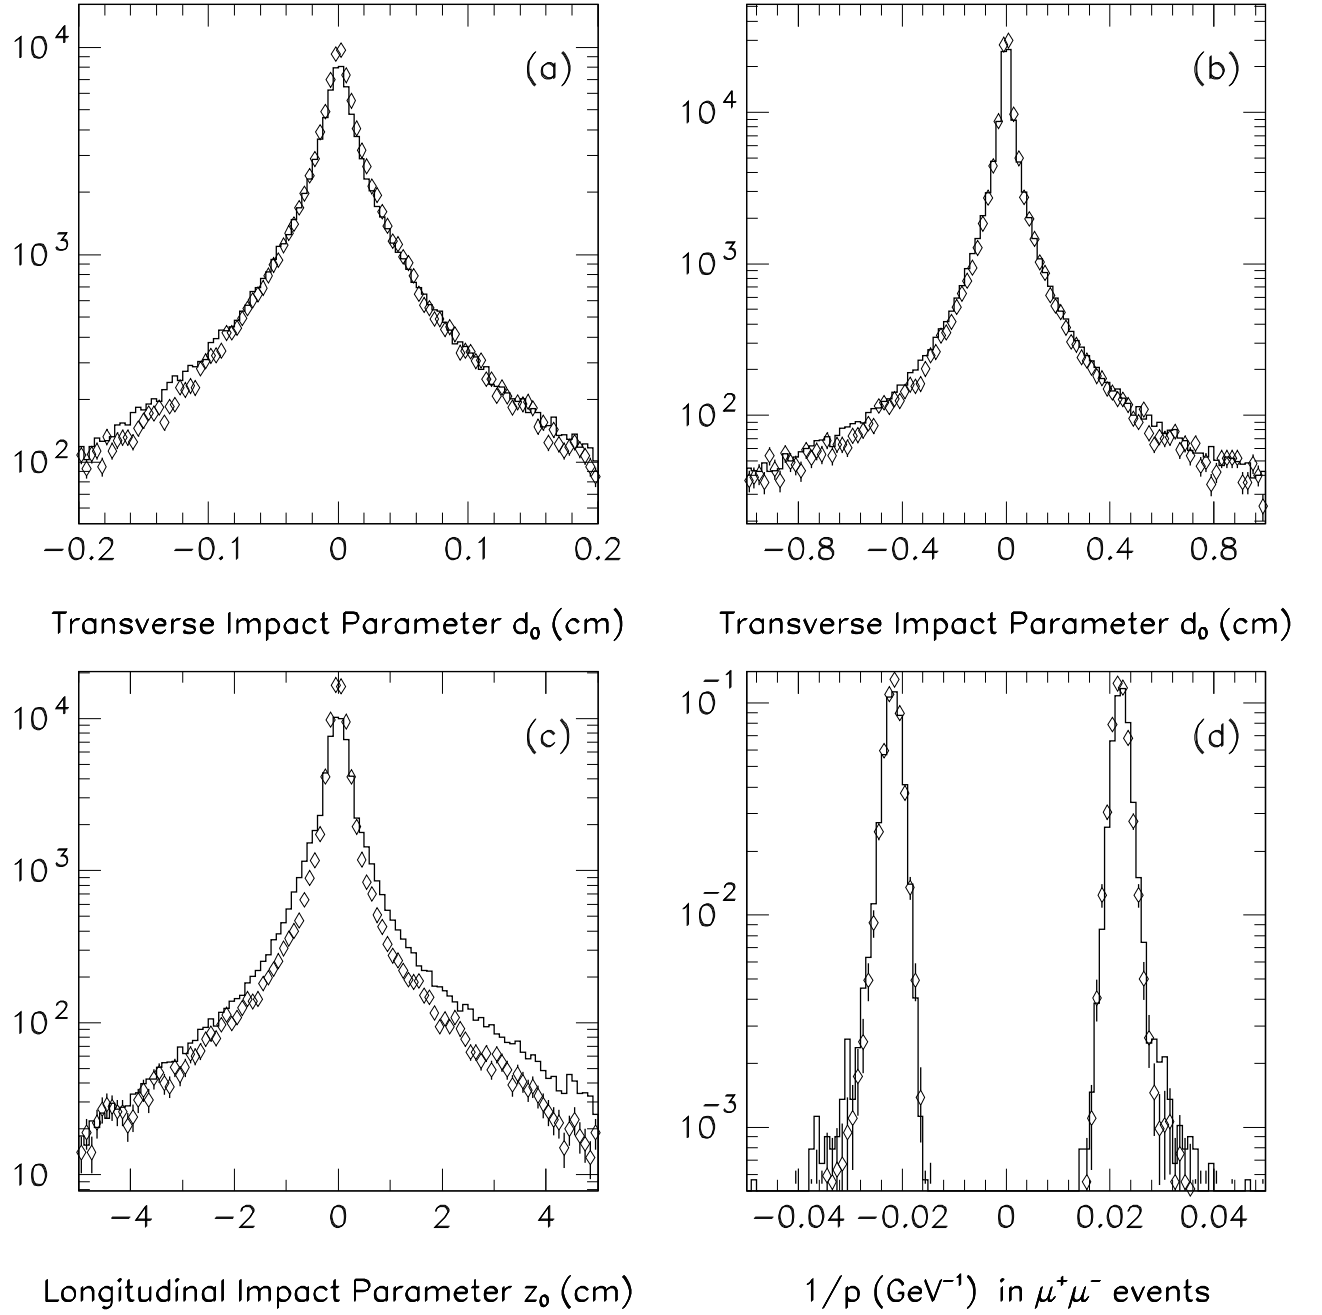 (a)
10^4
10^3
10^2
−0.2 −0.1 0 0.1 0.2
Transverse Impact Parameter d₀ (cm)
(b)
10^4
10^3
10^2
−0.8 −0.4 0 0.4 0.8
Transverse Impact Parameter d₀ (cm)
(c)
10^4
10^3
10^2
10
−4 −2 0 2 4
Longitudinal Impact Parameter z₀ (cm)
(d)
10^−1
10^−2
10^−3
−0.04 −0.02 0 0.02 0.04
1/p (GeV⁻¹) in μ⁺μ⁻ events